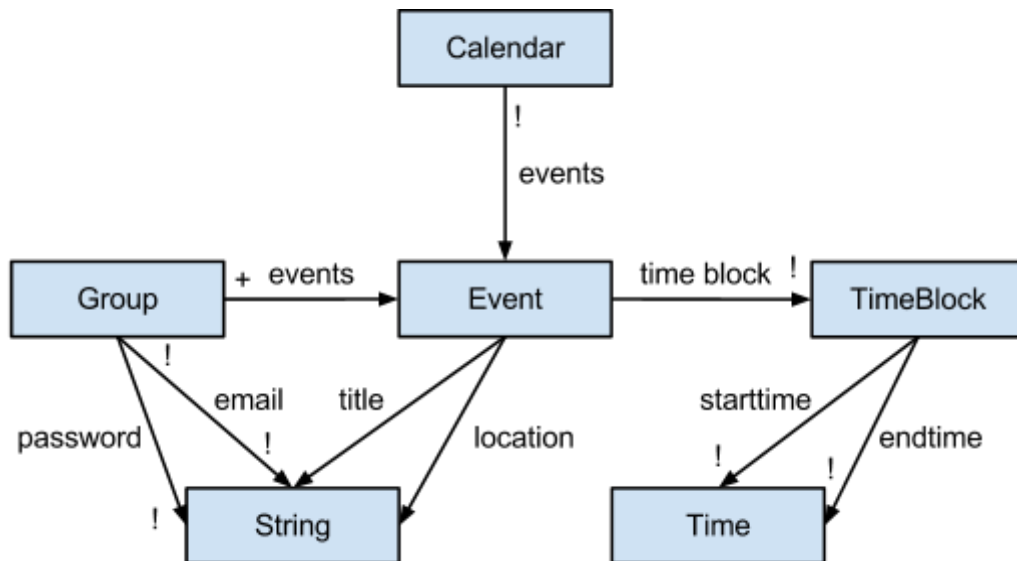 Calendar
!
events
+ events
time block !
Group
Event
TimeBlock
!
email
title
starttime
password
location
endtime
!
!
!
!
String
Time